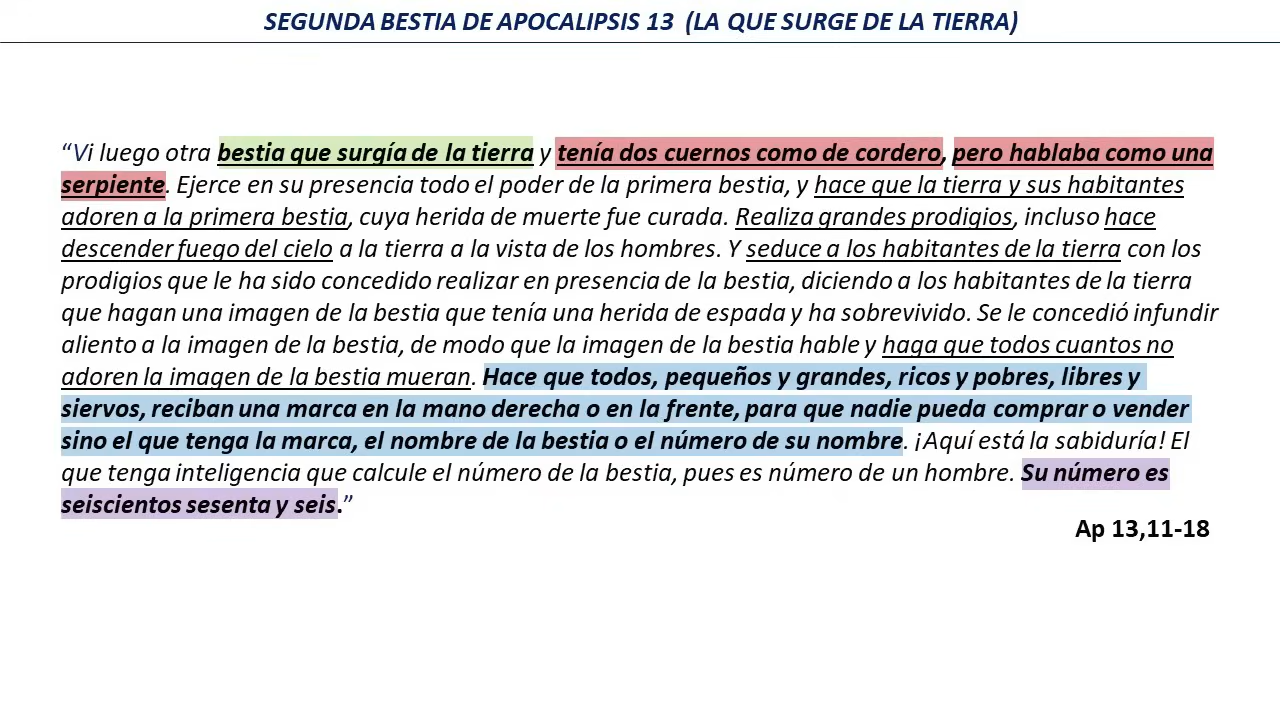 SEGUNDA BESTIA DE APOCALIPSIS 13 (LA QUE SURGE DE LA TIERRA)
“Vi luego otra bestia que surgía de la tierra y tenía dos cuernos como de cordero, pero hablaba como una
serpiente. Ejerce en su presencia todo el poder de la primera bestia, y hace que la tierra y sus habitantes
adoren a la primera bestia, cuya herida de muerte fue curada. Realiza grandes prodigios, incluso hace
descender fuego del cielo a la tierra a la vista de los hombres. Y seduce a los habitantes de la tierra con los
prodigios que le ha sido concedido realizar en presencia de la bestia, diciendo a los habitantes de la tierra
que hagan una imagen de la bestia que tenía una herida de espada y ha sobrevivido. Se le concedió infundir
aliento a la imagen de la bestia, de modo que la imagen de la bestia hable y haga que todos cuantos no
adoren la imagen de la bestia mueran. Hace que todos, pequeños y grandes, ricos y pobres, libres y
siervos, reciban una marca en la mano derecha o en la frente, para que nadie pueda comprar o vender
sino el que tenga la marca, el nombre de la bestia o el número de su nombre. ¡Aquí está la sabiduría! El
que tenga inteligencia que calcule el número de la bestia, pues es número de un hombre. Su número es
seiscientos sesenta y seis.”
Ap 13,11-18